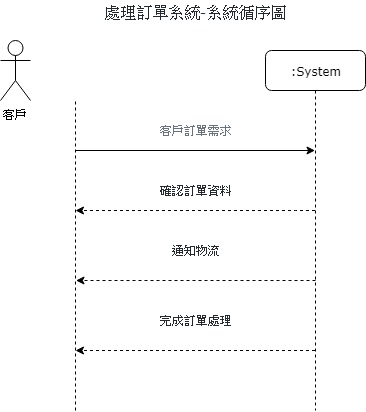 處理訂單系統-系統循序圖
:System
客戶
客戶訂單需求
確認訂單資料
通知物流
完成訂單處理